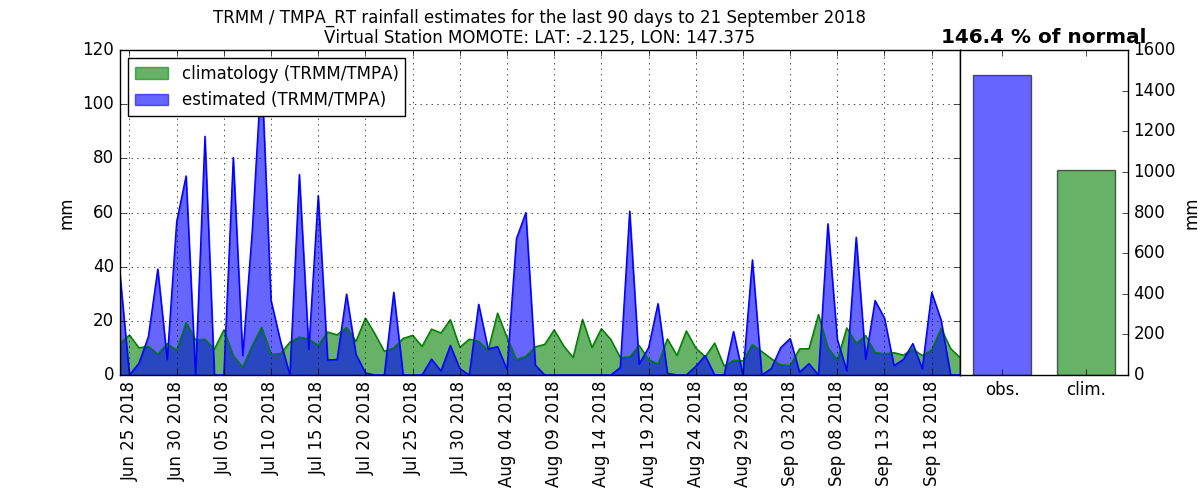 TRMM / TMPA_RT rainfall estimates for the last 90 days to 21 September 2018
Virtual Station MOMOTE: LAT: -2.125, LON: 147.375
146.4 % of normal
climatology (TRMM/TMPA)
estimated (TRMM/TMPA)
120
100
80
60
40
20
0
mm
Jun 25 2018
Jun 30 2018
Jul 05 2018
Jul 10 2018
Jul 15 2018
Jul 20 2018
Jul 25 2018
Jul 30 2018
Aug 04 2018
Aug 09 2018
Aug 14 2018
Aug 19 2018
Aug 24 2018
Aug 29 2018
Sep 03 2018
Sep 08 2018
Sep 13 2018
Sep 18 2018
obs.
clim.
1600
1400
1200
1000
800
600
400
200
0
mm